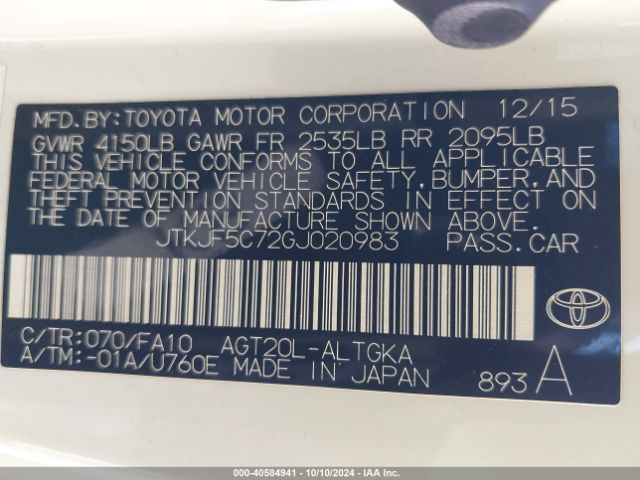 MFD.BY:TOYOTA MOTOR CORPORATION 12/15
GVWR 4150LB GAWR FR 2535LB RR 2095LB
THIS VEHICLE CONFORMS TO ALL APPLICABLE
FEDERAL MOTOR VEHICLE SAFETY,BUMPER,AND
THEFT PREVENTION STANDARDS IN EFFECT ON
THE DATE OF MANUFACTURE SHOWN ABOVE.
JTKJF5C72GJ020983 PASS.CAR
C/TR:070/FA10 AGT20L-ALTGKA
A/TM:-01A/U760E MADE IN JAPAN 893 A
000-40584941 - 10/10/2024 - IAA Inc.